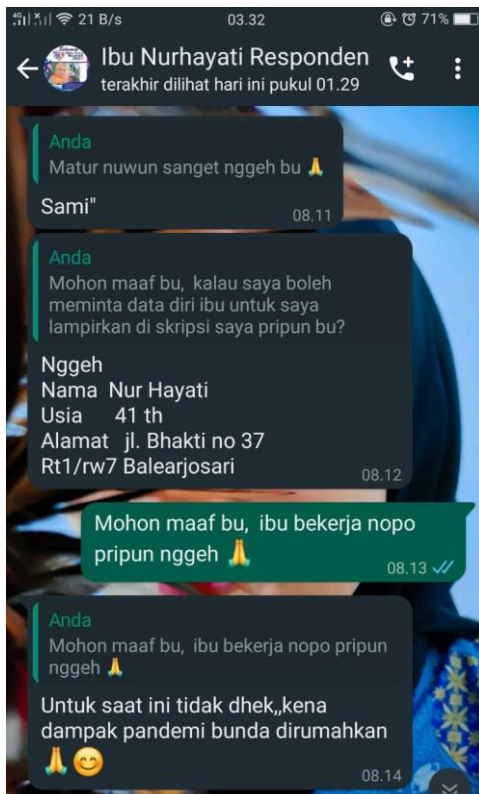 21 B/s 03.32 71%
Ibu Nurhayati Responden
terakhir dilihat hari ini pukul 01.29
Anda
Matur nuwun sanget nggeh bu 🙏
Sami"
08.11
Anda
Mohon maaf bu, kalau saya boleh
meminta data diri ibu untuk saya
lampirkan di skripsi saya pripun bu?
Nggeh
Nama Nur Hayati
Usia 41 th
Alamat jl. Bhakti no 37
Rt1/rw7 Balearjosari
08.12
Mohon maaf bu, ibu bekerja nopo
pripun nggeh 🙏
08.13
Anda
Mohon maaf bu, ibu bekerja nopo pripun
nggeh 🙏
Untuk saat ini tidak dhek,,kena
dampak pandemi bunda dirumahkan
🙏😊
08.14